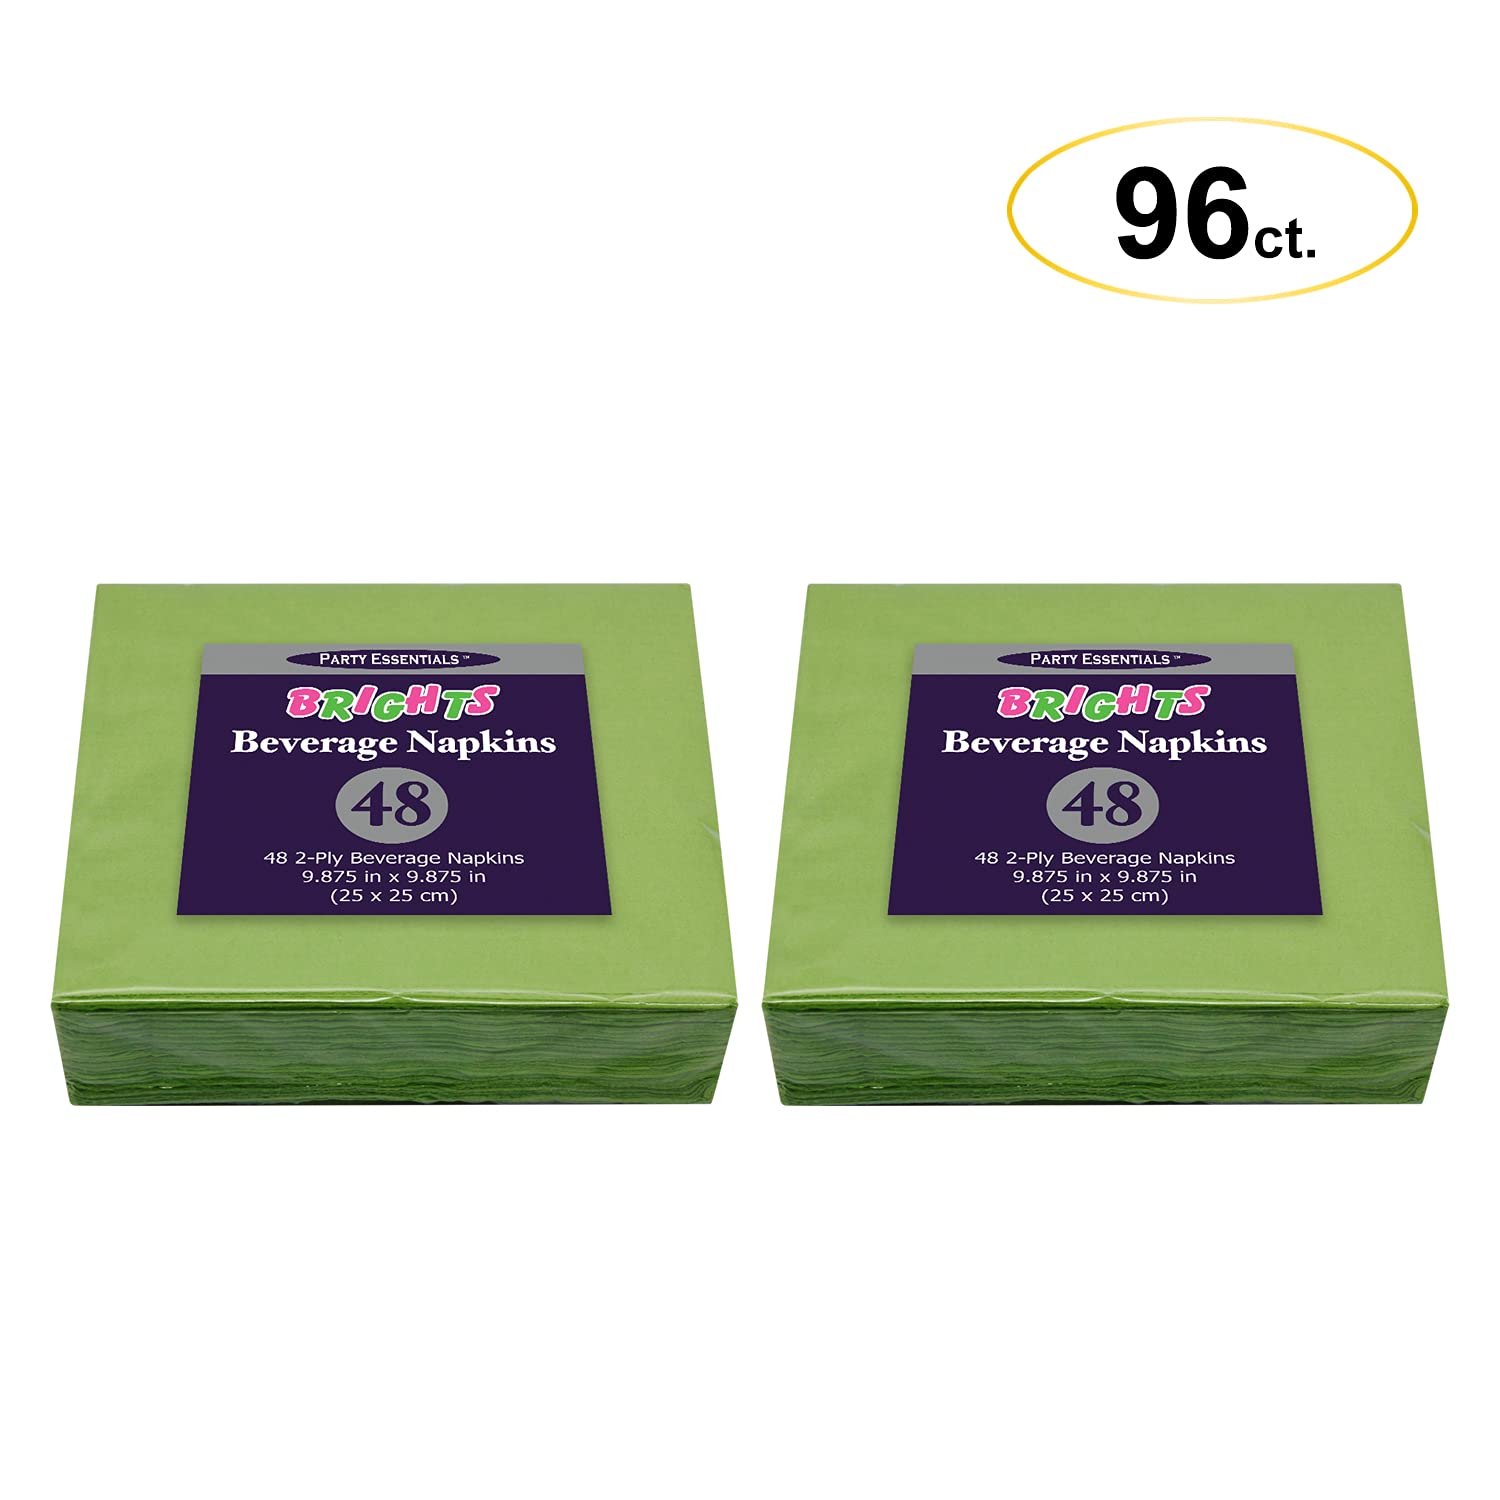 96ct.
PARTY ESSENTIALS™
BRIGHTS
Beverage Napkins
48
48 2-Ply Beverage Napkins
9.875 in x 9.875 in
(25 x 25 cm)
PARTY ESSENTIALS™
BRIGHTS
Beverage Napkins
48
48 2-Ply Beverage Napkins
9.875 in x 9.875 in
(25 x 25 cm)